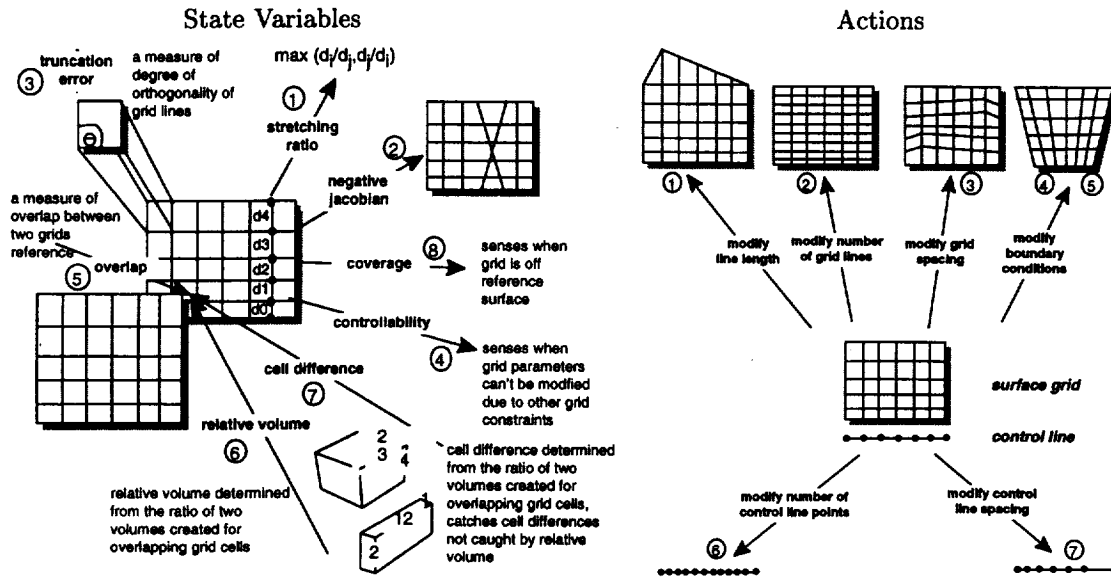 State Variables
Actions
3
truncation
error
a measure of
degree of
orthogonality of
grid lines
max (di/dj,dj/di)
1
stretching
ratio
Θ
2
negative
jacobian
a measure of
overlap between
two grids
reference
overlap
5
d4
d3
d2
d1
d0
coverage
8
senses when
grid is off
reference
surface
controllability
4
senses when
grid parameters
can't be modfied
due to other grid
constraints
cell difference
7
relative volume
6
relative volume determined
from the ratio of two
volumes created for
overlapping grid cells
2
3
4
1
12
2
cell difference determined
from the ratio of two
volumes created for
overlapping grid cells,
catches cell differences
not caught by relative
volume
1
2
3
4
5
modify
line length
modify number
of grid lines
modify grid
spacing
modify
boundary
conditions
surface grid
control line
modify number of
control line points
modify control
line spacing
6
7